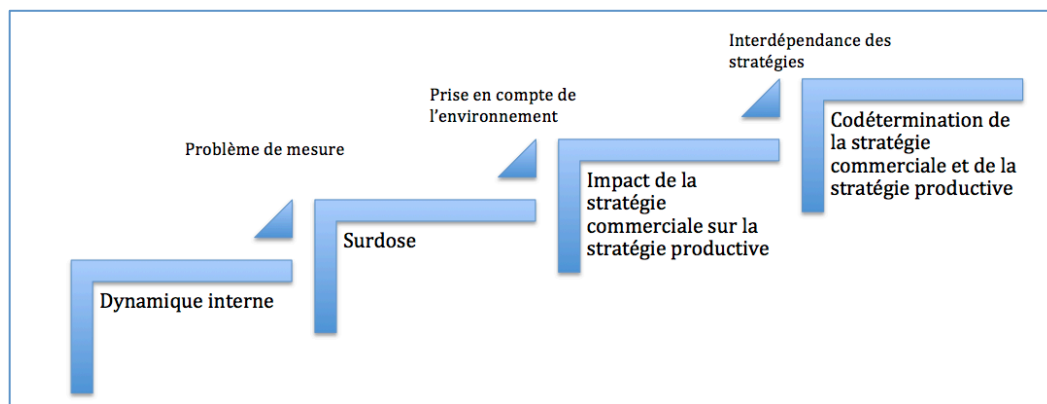 Interdépendance des
stratégies
Prise en compte de
l’environnement
Problème de mesure
Codétermination de
la stratégie
commerciale et de la
stratégie productive
Impact de la
stratégie
commerciale sur la
stratégie productive
Surdose
Dynamique interne